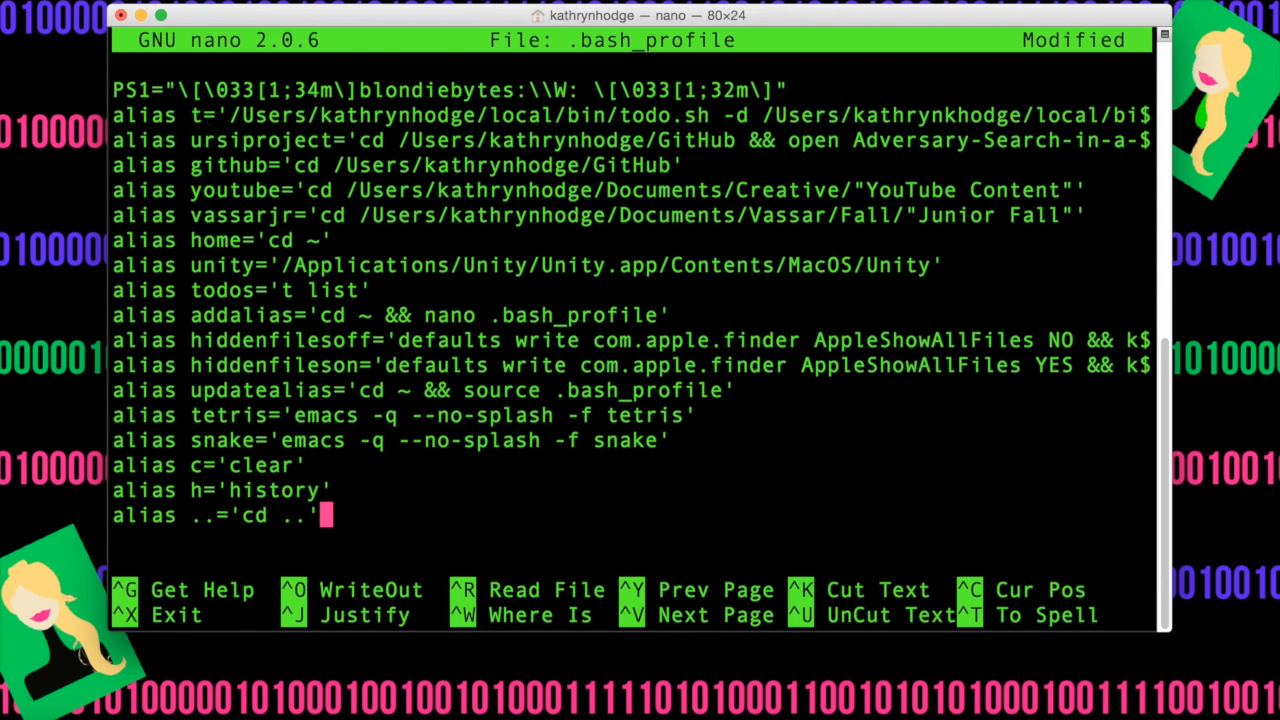 kathrynhodge — nano — 80×24
GNU nano 2.0.6 File: .bash_profile Modified
PS1="\[\033[1;34m\]blondiebytes:\\W: \[\033[1;32m\]"
alias t='/Users/kathrynhodge/local/bin/todo.sh -d /Users/kathrynkhodge/local/bi$
alias ursiproject='cd /Users/kathrynhodge/GitHub && open Adversary-Search-in-a-$
alias github='cd /Users/kathrynhodge/GitHub'
alias youtube='cd /Users/kathrynhodge/Documents/Creative/"YouTube Content"'
alias vassarjr='cd /Users/kathrynhodge/Documents/Vassar/Fall/"Junior Fall"'
alias home='cd ~'
alias unity='/Applications/Unity/Unity.app/Contents/MacOS/Unity'
alias todos='t list'
alias addalias='cd ~ && nano .bash_profile'
alias hiddenfilesoff='defaults write com.apple.finder AppleShowAllFiles NO && k$
alias hiddenfileson='defaults write com.apple.finder AppleShowAllFiles YES && k$
alias updatealias='cd ~ && source .bash_profile'
alias tetris='emacs -q --no-splash -f tetris'
alias snake='emacs -q --no-splash -f snake'
alias c='clear'
alias h='history'
alias ..='cd ..'
^G Get Help ^O WriteOut ^R Read File ^Y Prev Page ^K Cut Text ^C Cur Pos
^X Exit ^J Justify ^W Where Is ^V Next Page ^U UnCut Text ^T To Spell